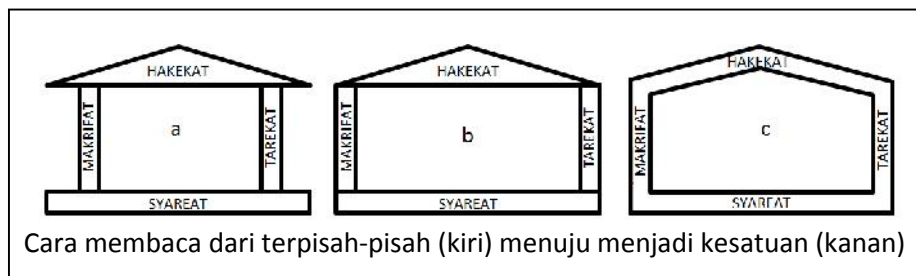 HAKEKAT
MAKRIFAT
a
TAREKAT
SYAREAT
HAKEKAT
MAKRIFAT
b
TAREKAT
SYAREAT
HAKEKAT
MAKRIFAT
c
TAREKAT
SYAREAT
Cara membaca dari terpisah-pisah (kiri) menuju menjadi kesatuan (kanan)